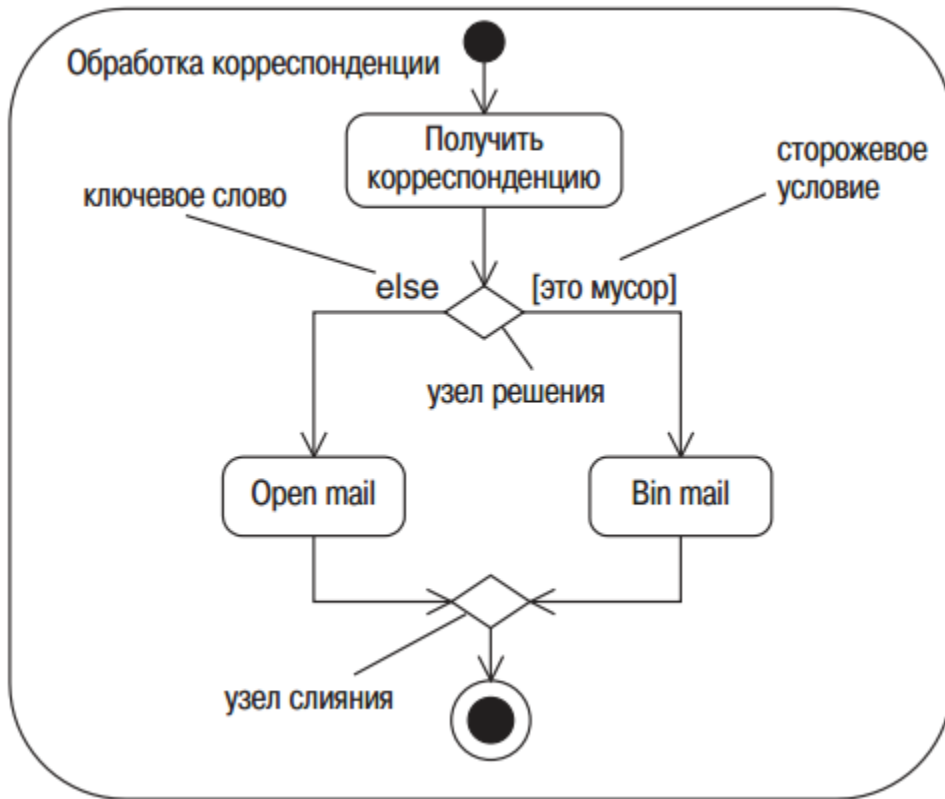 Обработка корреспонденции
Получить
корреспонденцию
сторожевое
условие
ключевое слово
else
[это мусор]
узел решения
Open mail
Bin mail
узел слияния